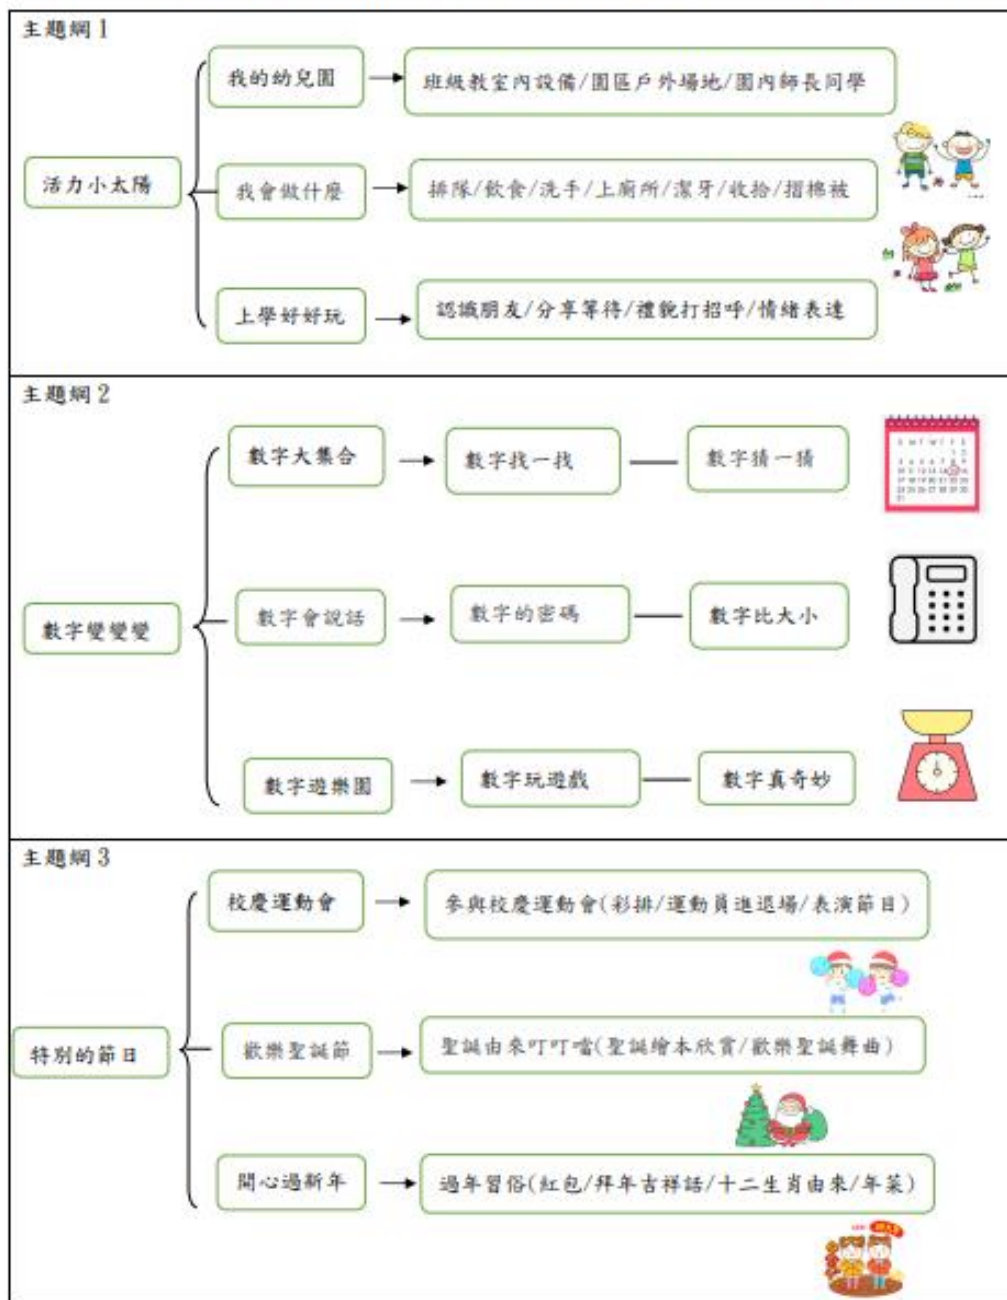 主題網1
我的幼兒園
班級教室內設備/園區戶外場地/園內師長同學
活力小太陽
我會做什麼
排隊/飲食/洗手/上廁所/潔牙/收拾/摺棉被
上學好好玩
認識朋友/分享等待/禮貌打招呼/情緒表達
主題網2
數字大集合
數字找一找
數字猜一猜
數字變變變
數字會說話
數字的密碼
數字比大小
數字遊樂園
數字玩遊戲
數字真奇妙
主題網3
校慶運動會
參與校慶運動會(彩排/運動員進退場/表演節目)
特別的節日
歡樂聖誕節
聖誕由來叮叮噹(聖誕繪本欣賞/歡樂聖誕舞曲)
開心過新年
過年習俗(紅包/拜年吉祥話/十二生肖由來/年菜)